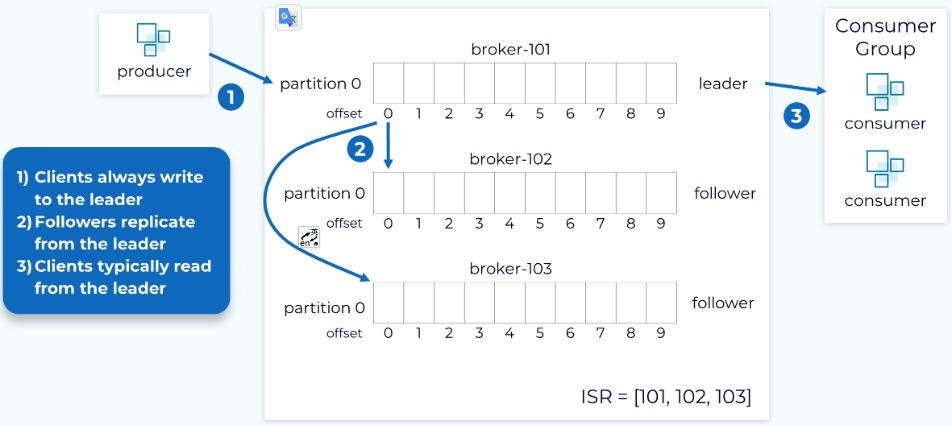 producer
1
1) Clients always write
to the leader
2) Followers replicate
from the leader
3) Clients typically read
from the leader
broker-101
partition 0
leader
offset 0 1 2 3 4 5 6 7 8 9
2
broker-102
partition 0
follower
offset 0 1 2 3 4 5 6 7 8 9
broker-103
partition 0
follower
offset 0 1 2 3 4 5 6 7 8 9
ISR = [101, 102, 103]
3
Consumer
Group
consumer
consumer
G
en